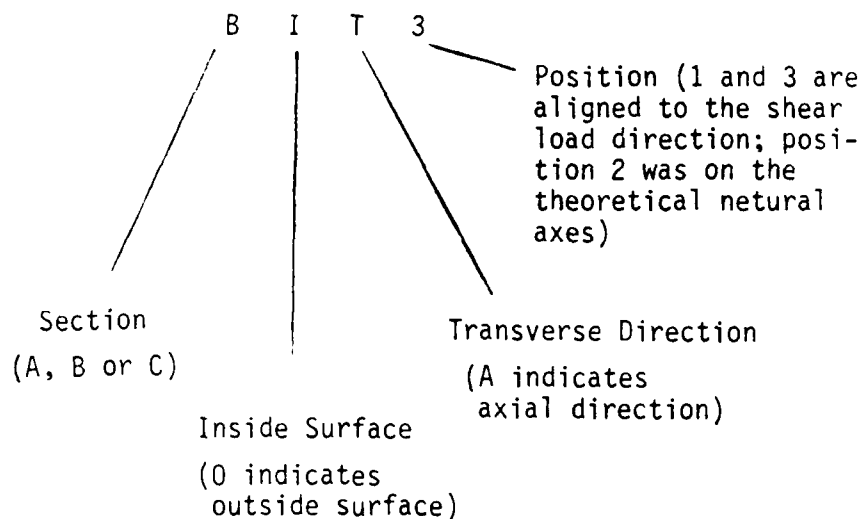 B I T 3
Position (1 and 3 are
aligned to the shear
load direction; posi-
tion 2 was on the
theoretical netural
axes)
Section
(A, B or C)
Transverse Direction
(A indicates
axial direction)
Inside Surface
(O indicates
outside surface)